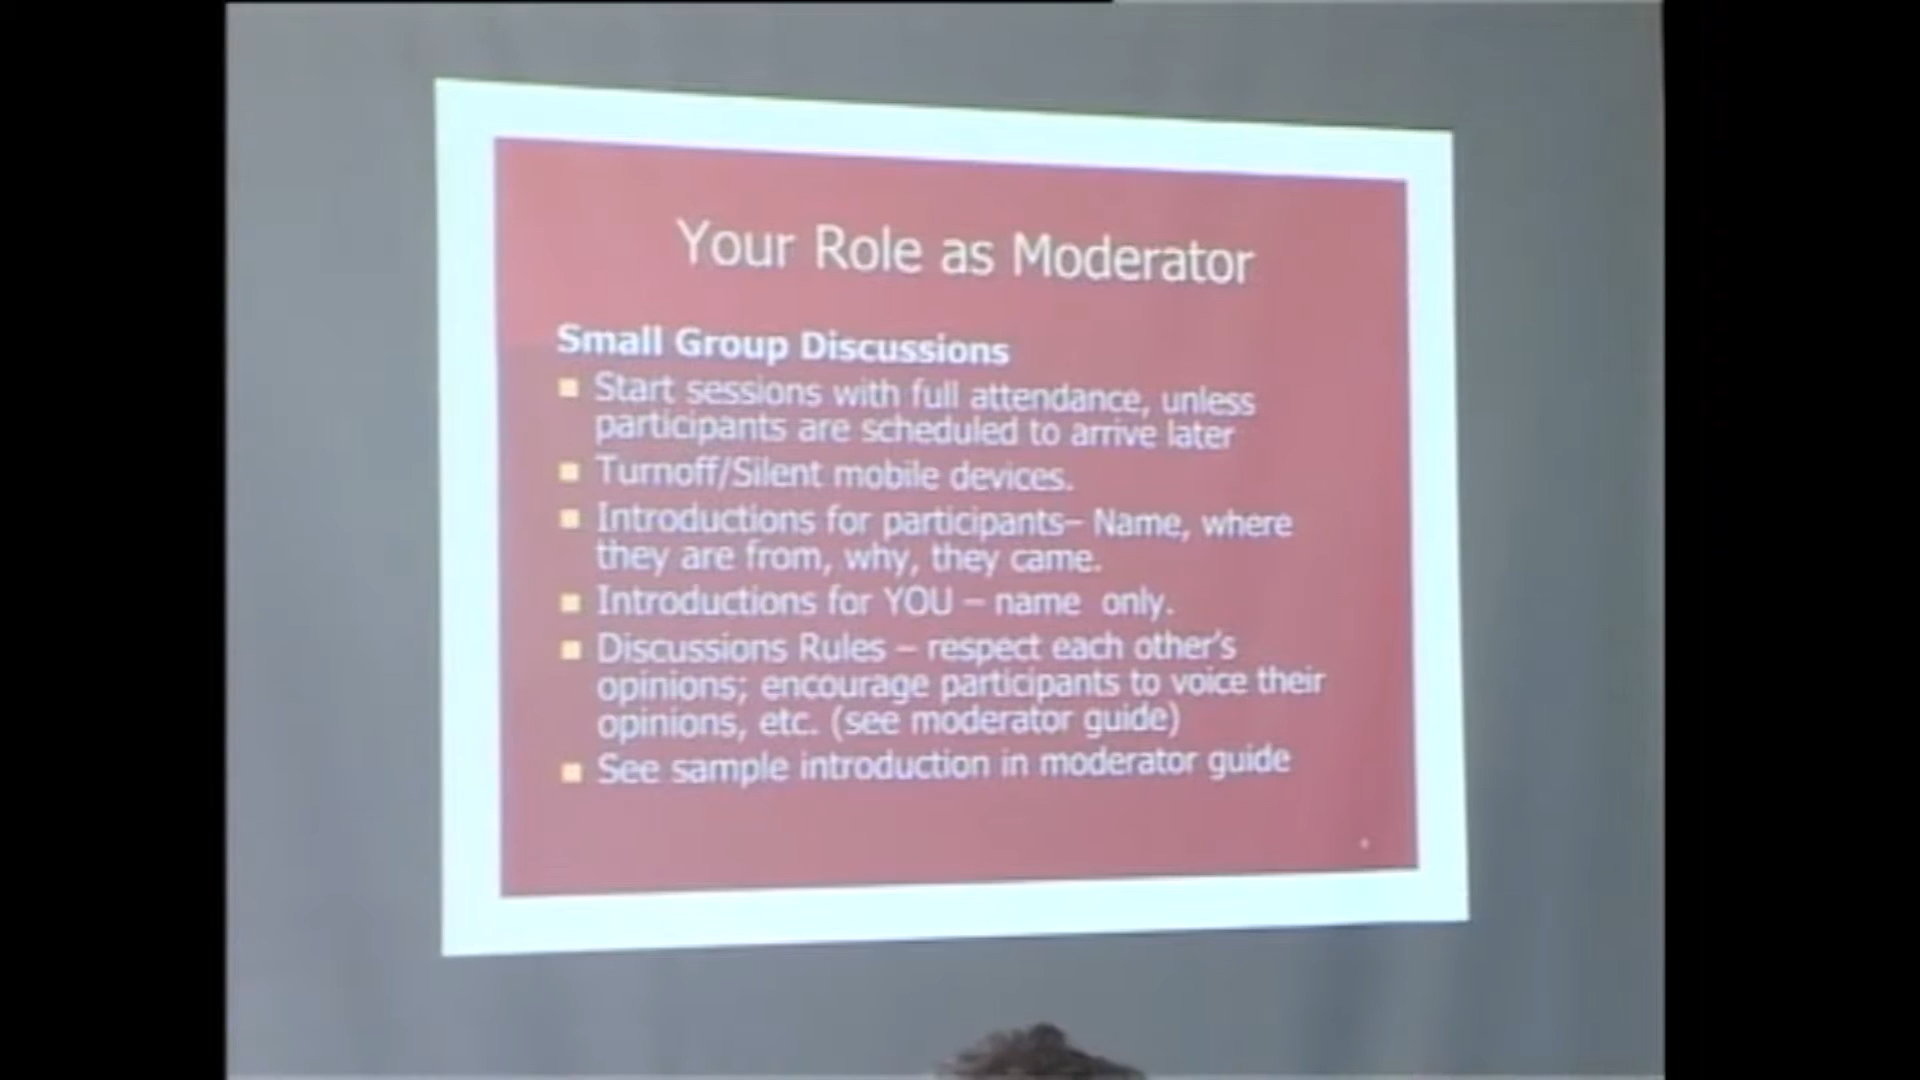 Your Role as Moderator
Small Group Discussions
Start sessions with full attendance, unless
participants are scheduled to arrive later
Turnoff/Silent mobile devices.
Introductions for participants– Name, where
they are from, why, they came.
Introductions for YOU – name only.
Discussions Rules – respect each other's
opinions; encourage participants to voice their
opinions, etc. (see moderator guide)
See sample introduction in moderator guide